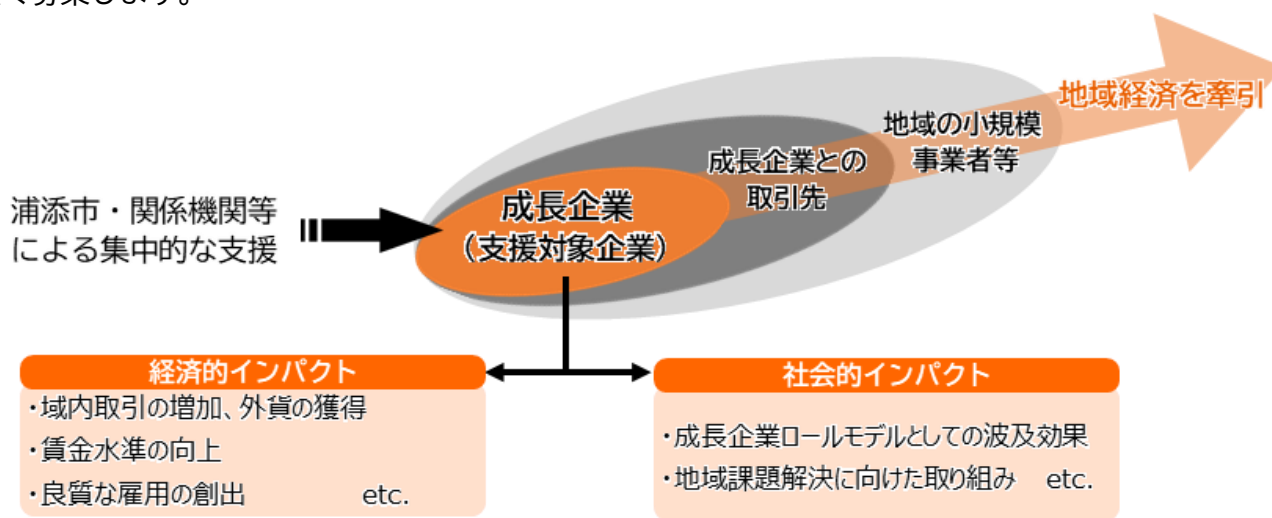 募集します。
地域経済を牽引
地域の小規模
事業者等
成長企業との
取引先
成長企業
(支援対象企業)
浦添市・関係機関等
による集中的な支援
経済的インパクト
・域内取引の増加、外貨の獲得
・賃金水準の向上
・良質な雇用の創出 etc.
社会的インパクト
・成長企業ロールモデルとしての波及効果
・地域課題解決に向けた取り組み etc.